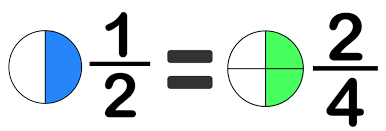 1/2 = 2/4